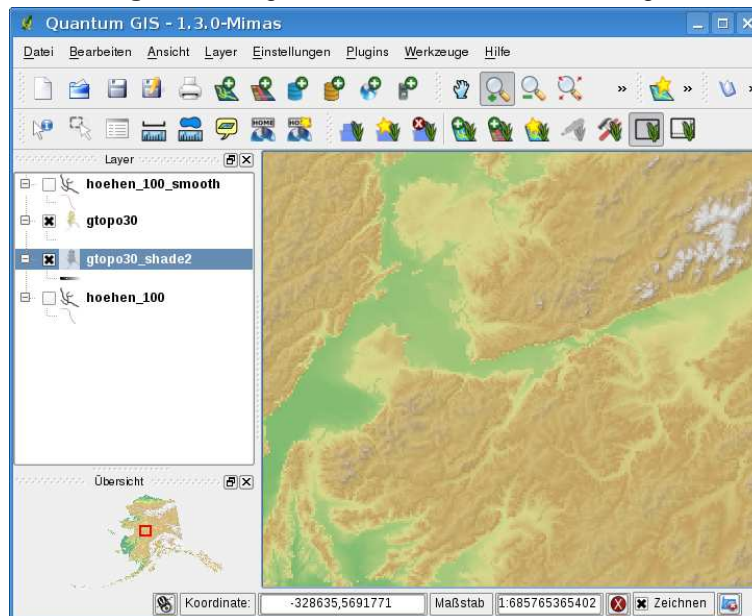 Quantum GIS - 1.3.0-Mimas
Datei Bearbeiten Ansicht Layer Einstellungen Plugins Werkzeuge Hilfe
» » »
HOME
Layer
hoehen_100_smooth
gtopo30
gtopo30_shade2
hoehen_100
Übersicht
Koordinate: -328635,5691771 Maßstab 1:685765365402 Zeichnen